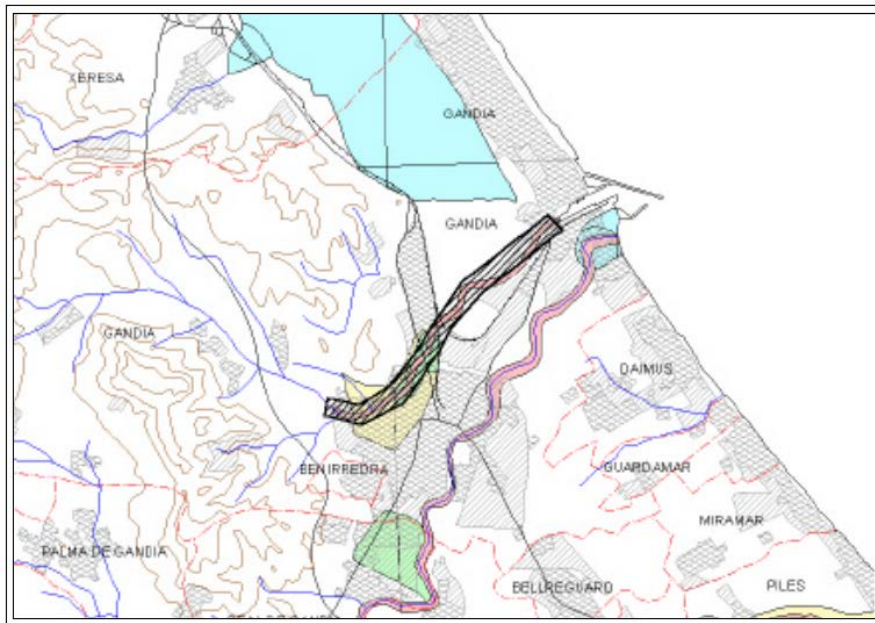 XERESA
GANDIA
GANDIA
GANDIA
DAIMUS
BENIRREDRA
GUARDAMAR
MIRAMAR
PALMA DE GANDIA
BELLREGUARD
PILES